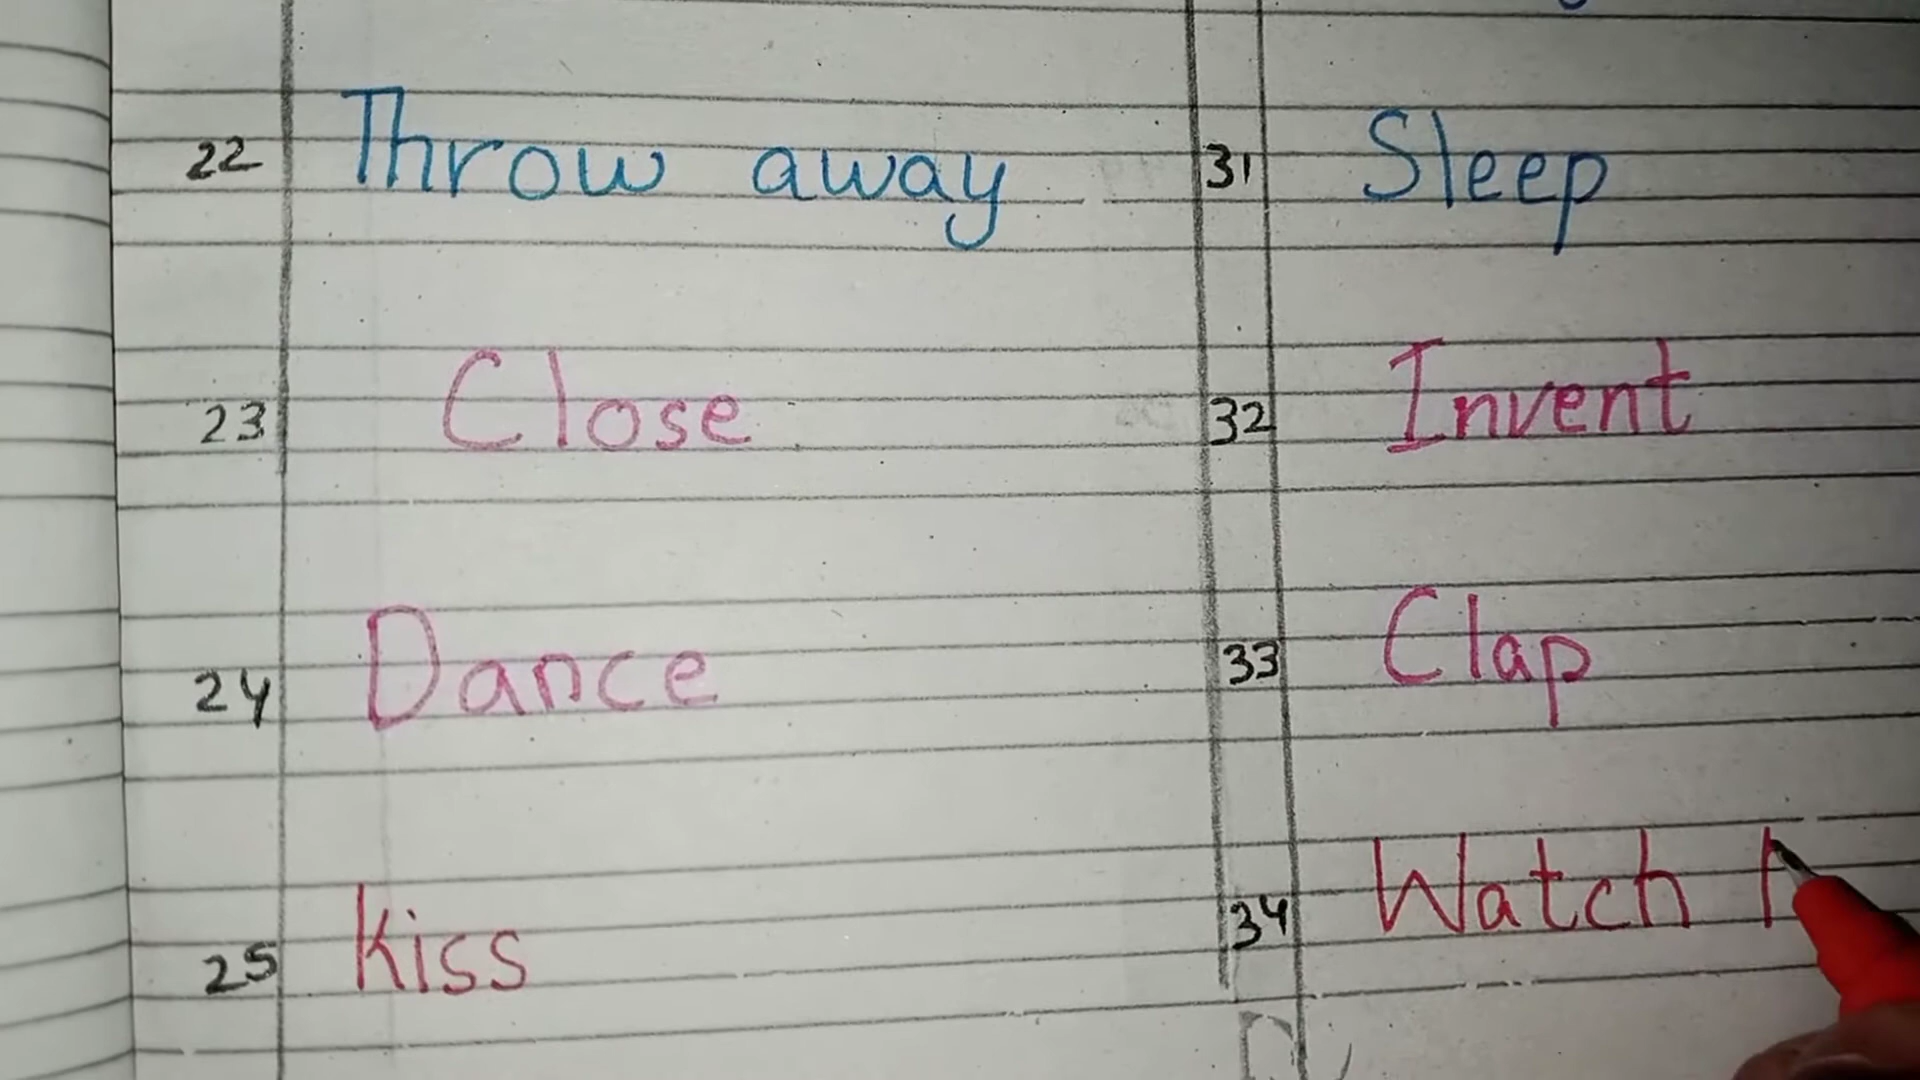 22 Throw away
31 Sleep
23 Close
32 Invent
24 Dance
33 Clap
25 Kiss
34 Watch